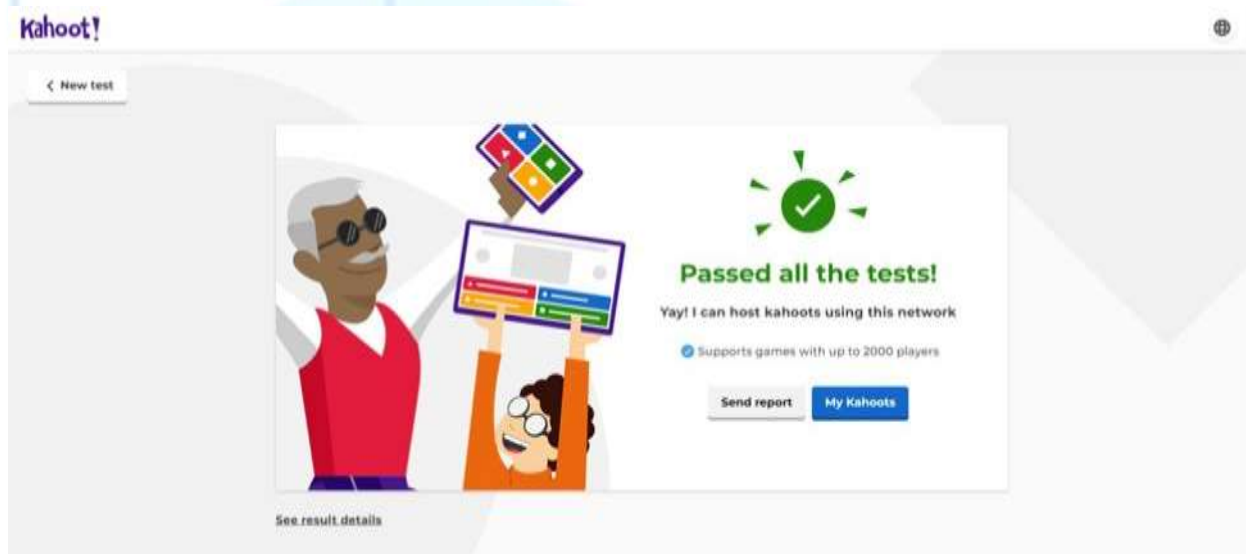 Kahoot!
New test
Passed all the tests!
Yay! I can host kahoots using this network
Supports games with up to 2000 players
Send report
My Kahoots
See result details